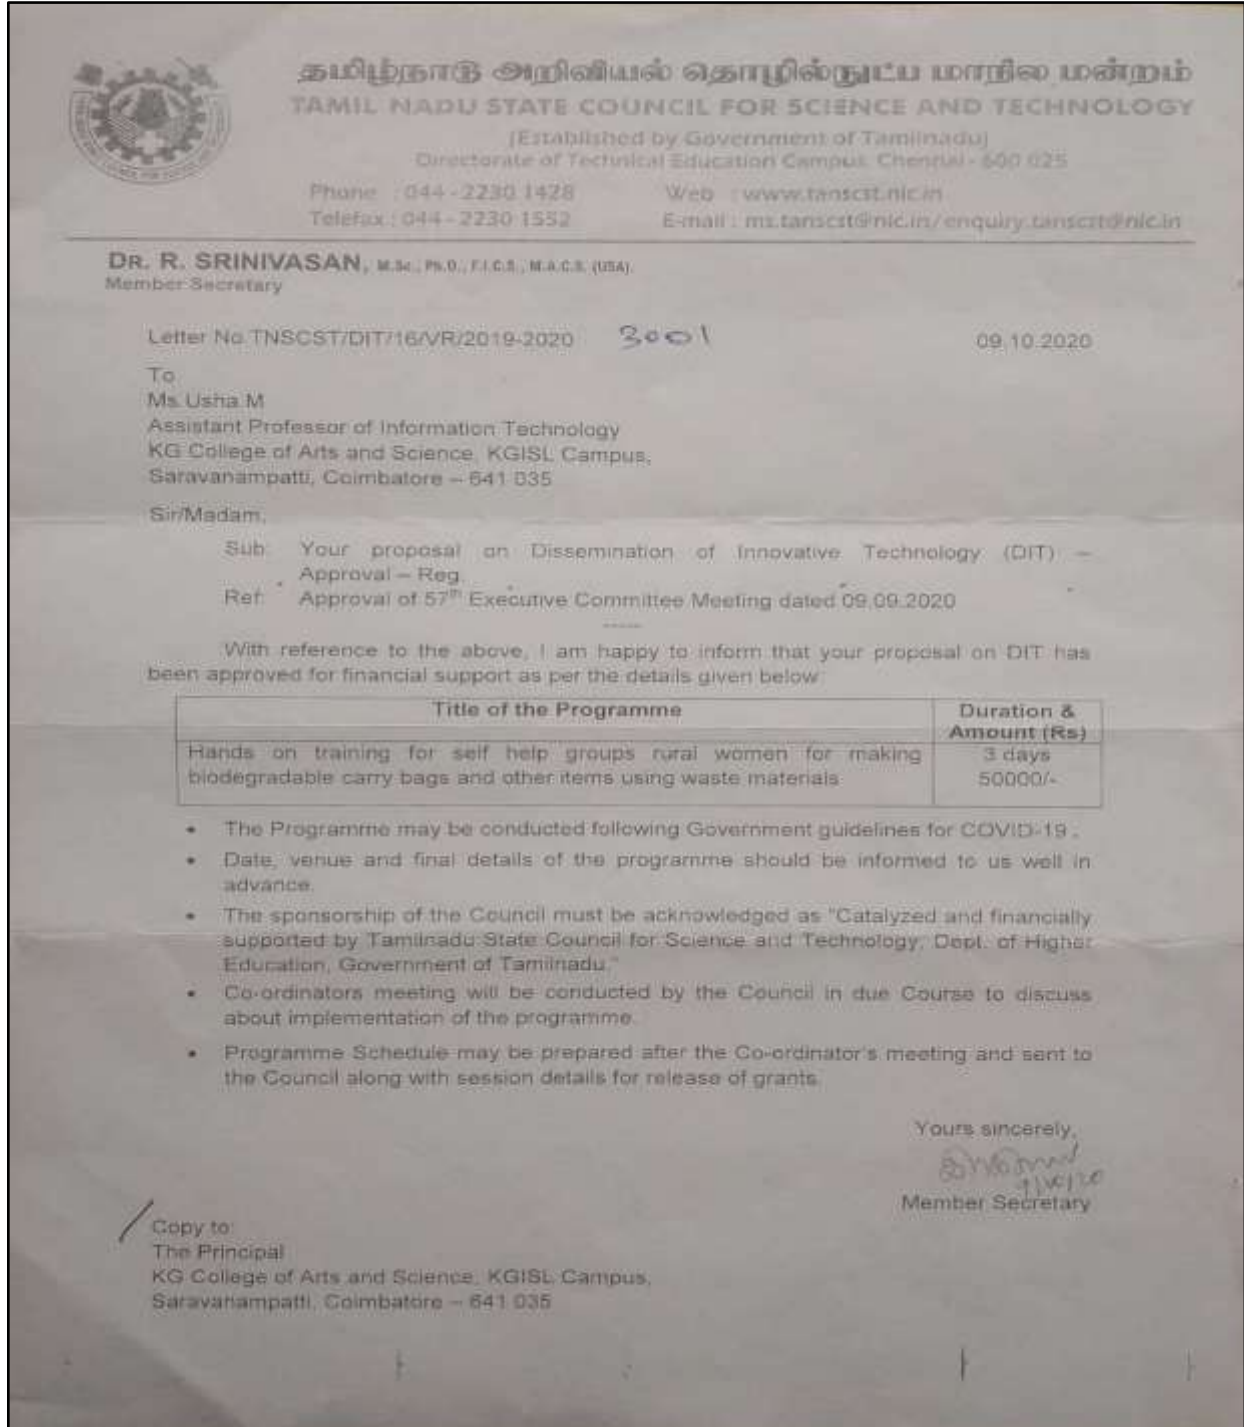 தமிழ்நாடு அறிவியல் தொழில்நுட்ப மாநில மன்றம்
TAMIL NADU STATE COUNCIL FOR SCIENCE AND TECHNOLOGY
(Established by Government of Tamilnadu)
Directorate of Technical Education Campus, Chennai - 600 025
Phone : 044 - 2230 1428 Web : www.tanscst.nic.in
Telefax : 044 - 2230 1552 E-mail : ms.tanscst@nic.in/enquiry.tanscst@nic.in
DR. R. SRINIVASAN, M.Sc., Ph.D., F.I.C.S., M.A.C.S. (USA).
Member Secretary
Letter No.TNSCST/DIT/16/VR/2019-2020 3001 09.10.2020
To
Ms.Usha.M
Assistant Professor of Information Technology
KG College of Arts and Science, KGISL Campus,
Saravanampatti, Coimbatore – 641 035
Sir/Madam,
Sub: Your proposal on Dissemination of Innovative Technology (DIT) –
Approval – Reg.
Ref: Approval of 57th Executive Committee Meeting dated 09.09.2020
-----
With reference to the above, I am happy to inform that your proposal on DIT has
been approved for financial support as per the details given below:
Title of the Programme Duration &
Amount (Rs)
Hands on training for self help groups rural women for making 3 days
biodegradable carry bags and other items using waste materials 50000/-
• The Programme may be conducted following Government guidelines for COVID-19 .
• Date, venue and final details of the programme should be informed to us well in
advance.
• The sponsorship of the Council must be acknowledged as "Catalyzed and financially
supported by Tamilnadu State Council for Science and Technology, Dept. of Higher
Education, Government of Tamilnadu."
• Co-ordinators meeting will be conducted by the Council in due Course to discuss
about implementation of the programme.
• Programme Schedule may be prepared after the Co-ordinator's meeting and sent to
the Council along with session details for release of grants.
Yours sincerely,
9/10/20
Member Secretary
Copy to:
The Principal
KG College of Arts and Science, KGISL Campus,
Saravanampatti, Coimbatore – 641 035